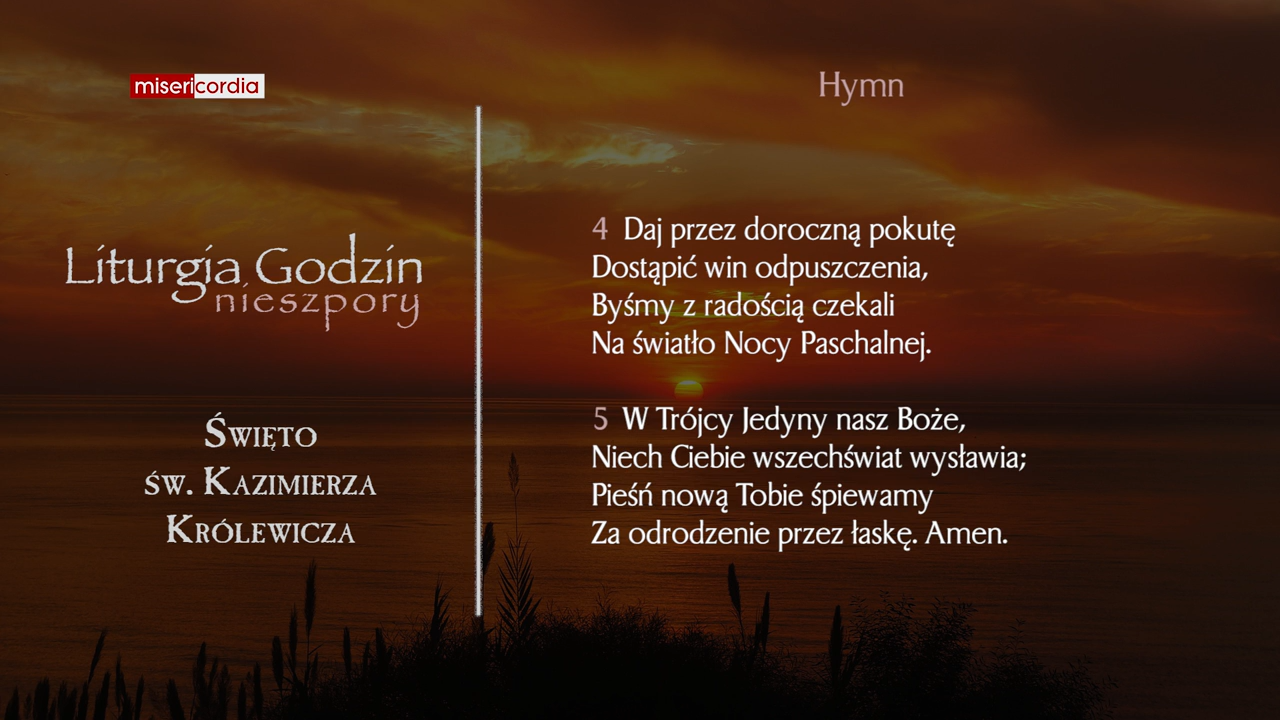 misericordia
Liturgia Godzin
nieszpory
Święto
św. Kazimierza
Królewicza
Hymn
4 Daj przez doroczną pokutę
Dostąpić win odpuszczenia,
Byśmy z radością czekali
Na światło Nocy Paschalnej.
5 W Trójcy Jedyny nasz Boże,
Niech Ciebie wszechświat wysławia;
Pieśń nową Tobie śpiewamy
Za odrodzenie przez łaskę. Amen.